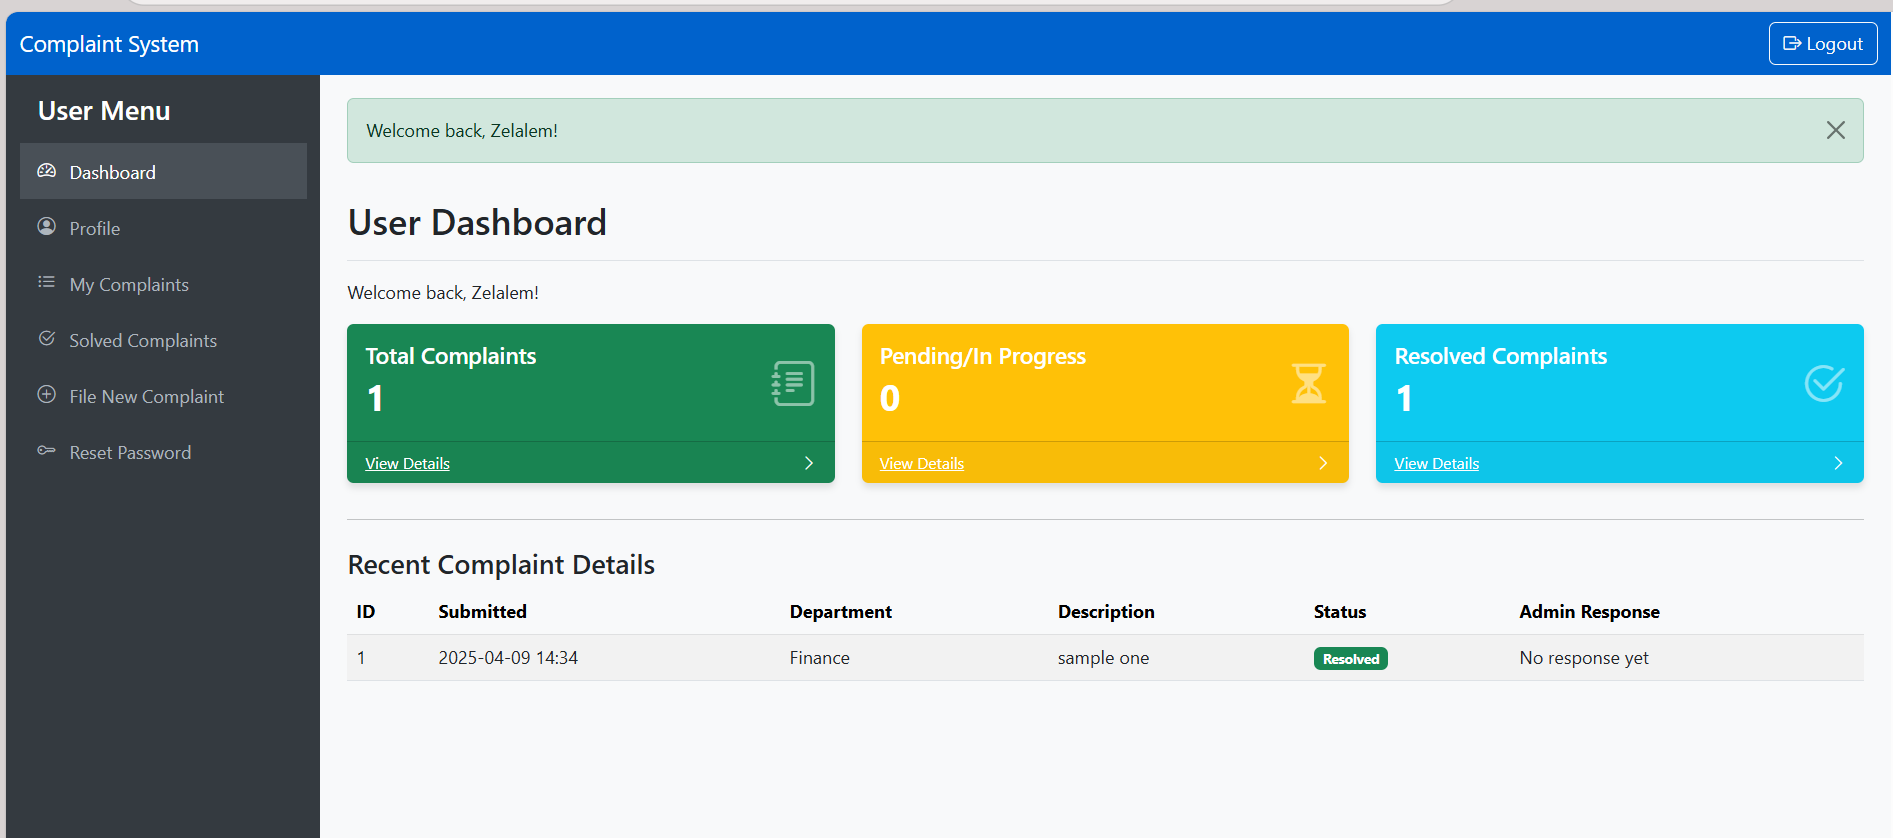 Complaint System
Logout
User Menu
Dashboard
Profile
My Complaints
Solved Complaints
File New Complaint
Reset Password
Welcome back, Zelalem!
User Dashboard
Welcome back, Zelalem!
Total Complaints
1
View Details
Pending/In Progress
0
View Details
Resolved Complaints
1
View Details
Recent Complaint Details
ID Submitted Department Description Status Admin Response
1 2025-04-09 14:34 Finance sample one Resolved No response yet